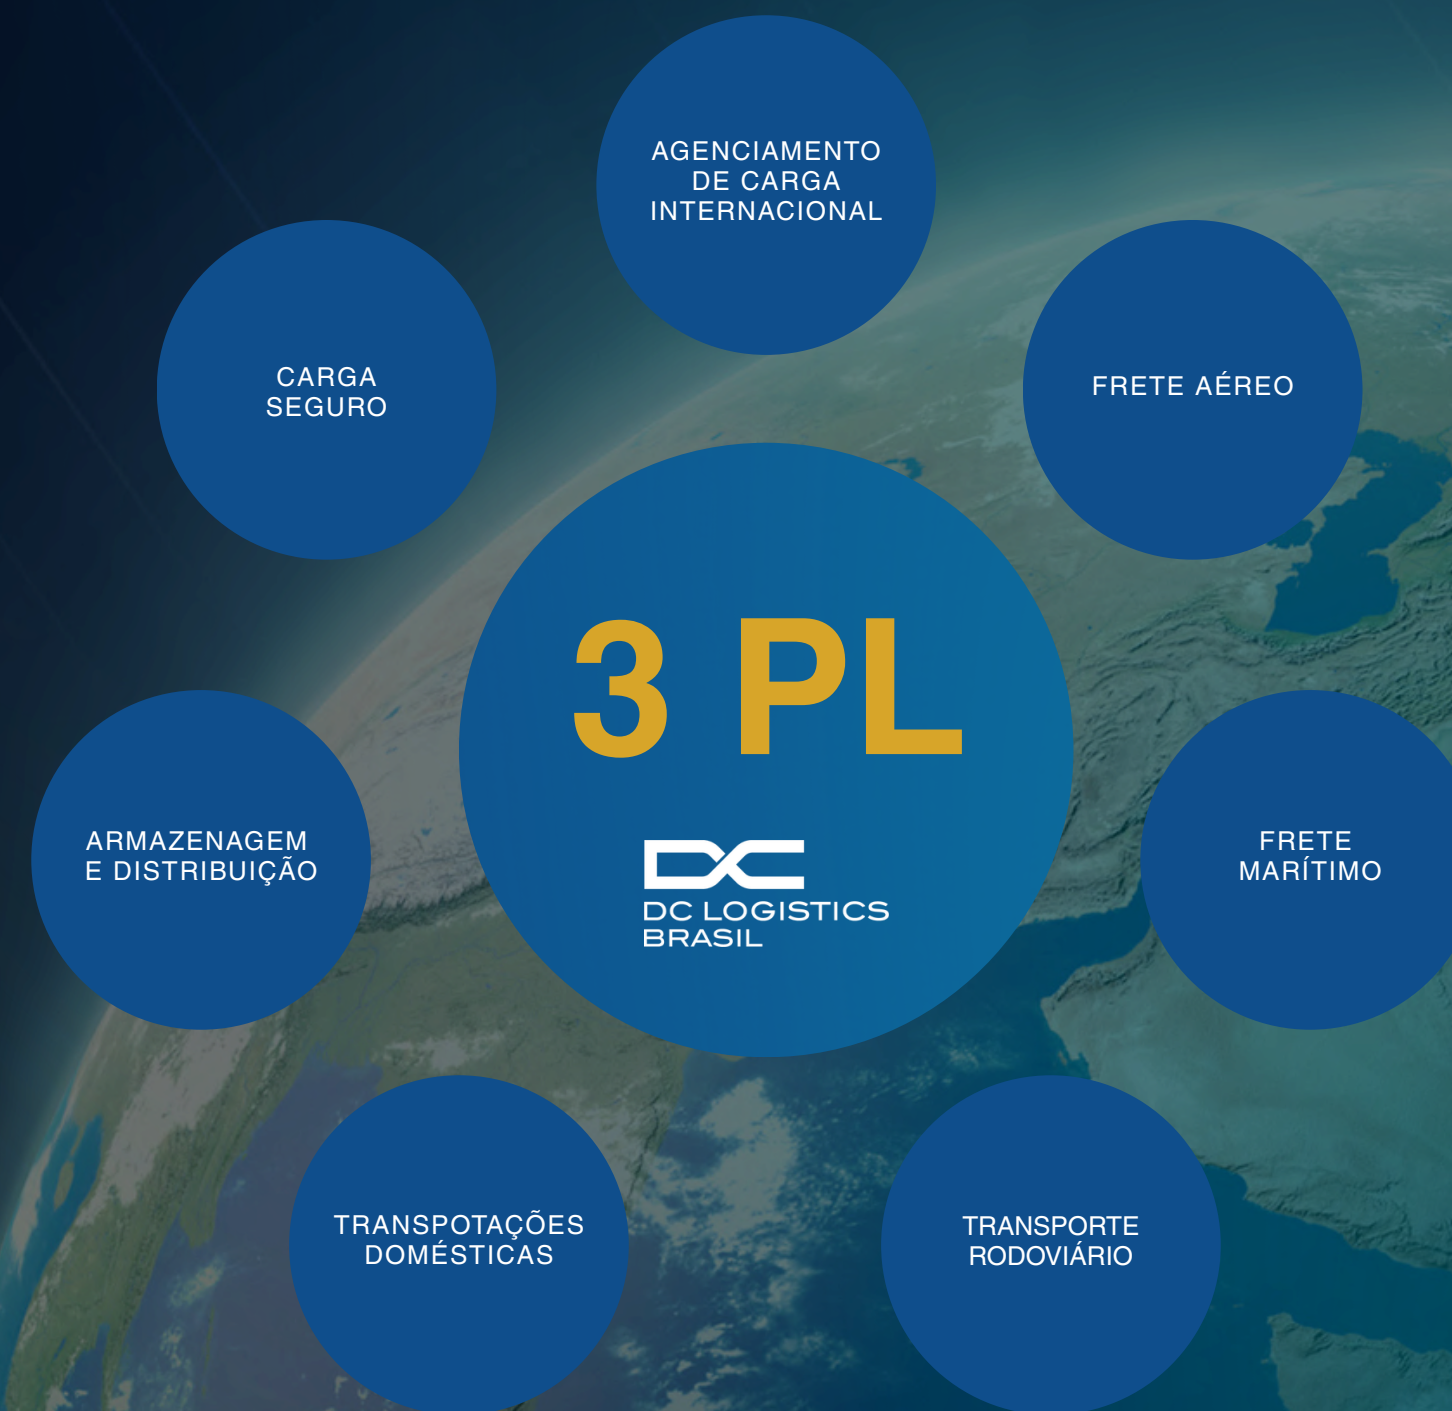 AGENCIAMENTO
DE CARGA
INTERNACIONAL
CARGA
SEGURO
FRETE AÉREO
3 PL
DC
DC LOGISTICS
BRASIL
ARMAZENAGEM
E DISTRIBUIÇÃO
FRETE
MARÍTIMO
TRANSPOTAÇÕES
DOMÉSTICAS
TRANSPORTE
RODOVIÁRIO